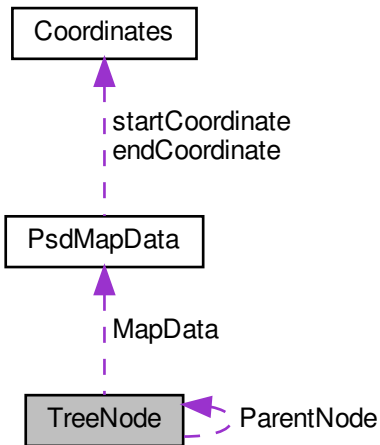 Coordinates
startCoordinate
endCoordinate
PsdMapData
MapData
TreeNode
ParentNode